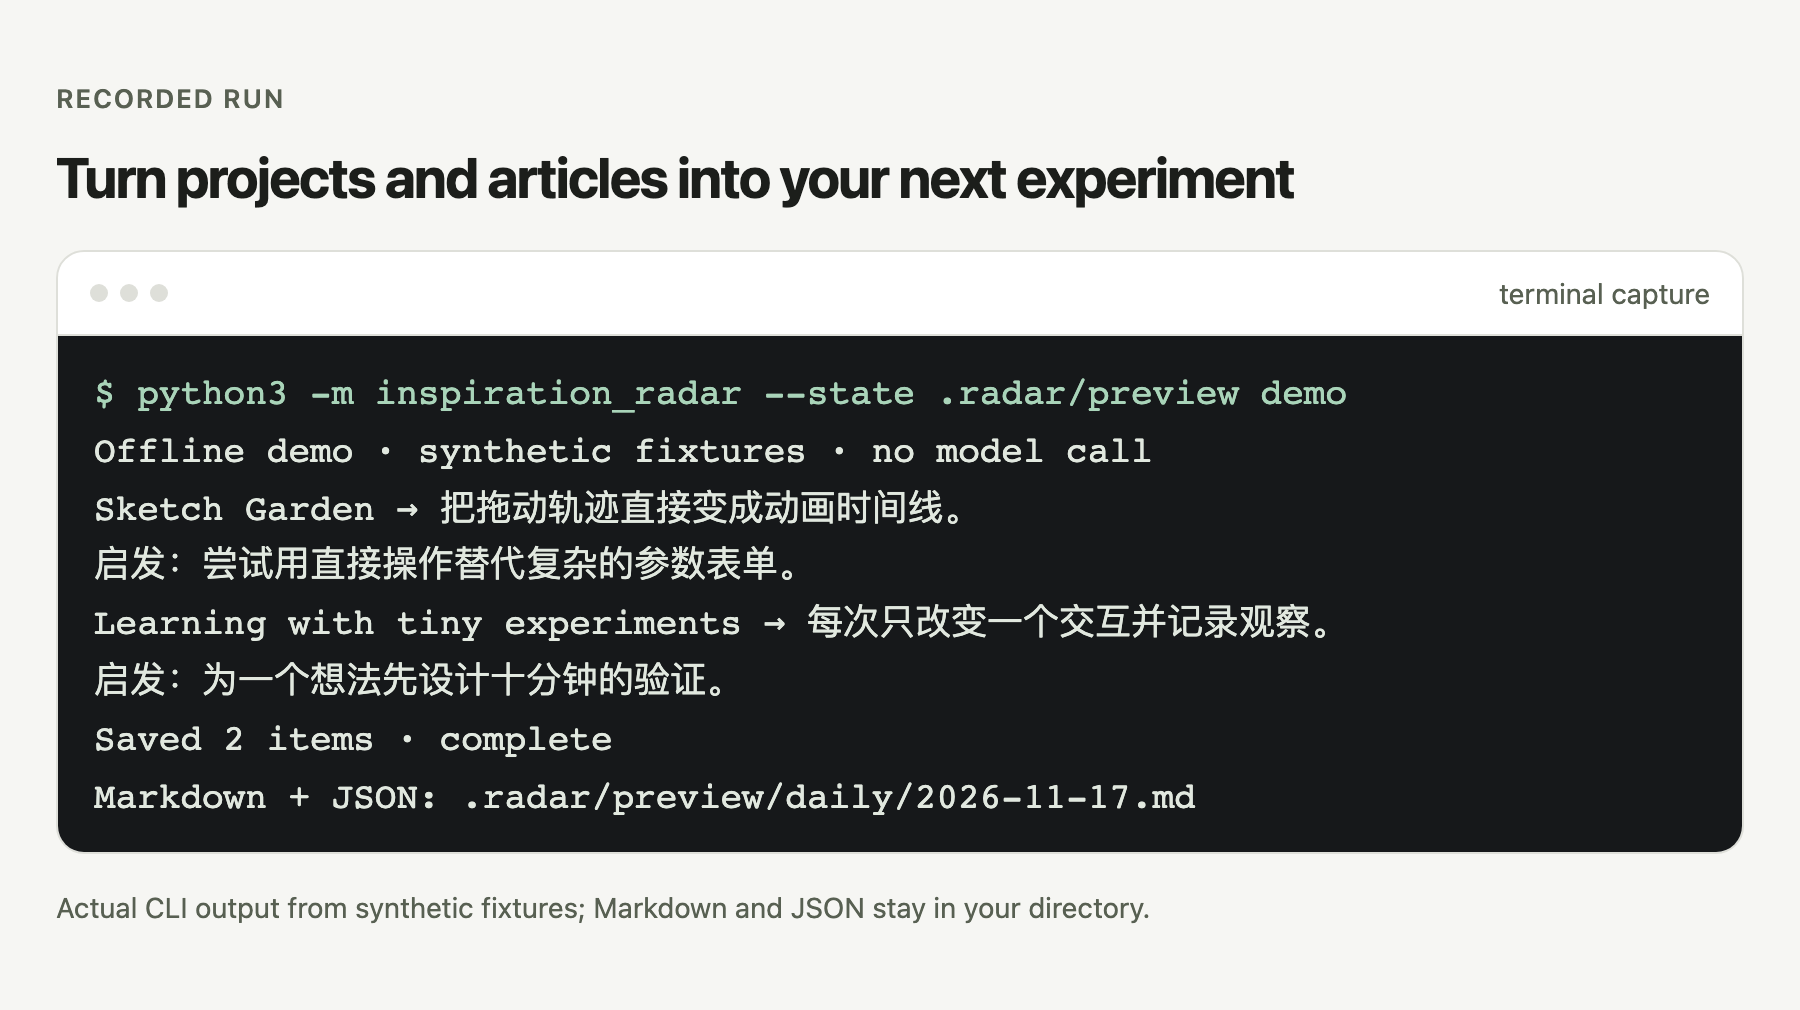 RECORDED RUN
Turn projects and articles into your next experiment
terminal capture
$ python3 -m inspiration_radar --state .radar/preview demo
Offline demo · synthetic fixtures · no model call
Sketch Garden → 把拖动轨迹直接变成动画时间线。
启发：尝试用直接操作替代复杂的参数表单。
Learning with tiny experiments → 每次只改变一个交互并记录观察。
启发：为一个想法先设计十分钟的验证。
Saved 2 items · complete
Markdown + JSON: .radar/preview/daily/2026-11-17.md
Actual CLI output from synthetic fixtures; Markdown and JSON stay in your directory.